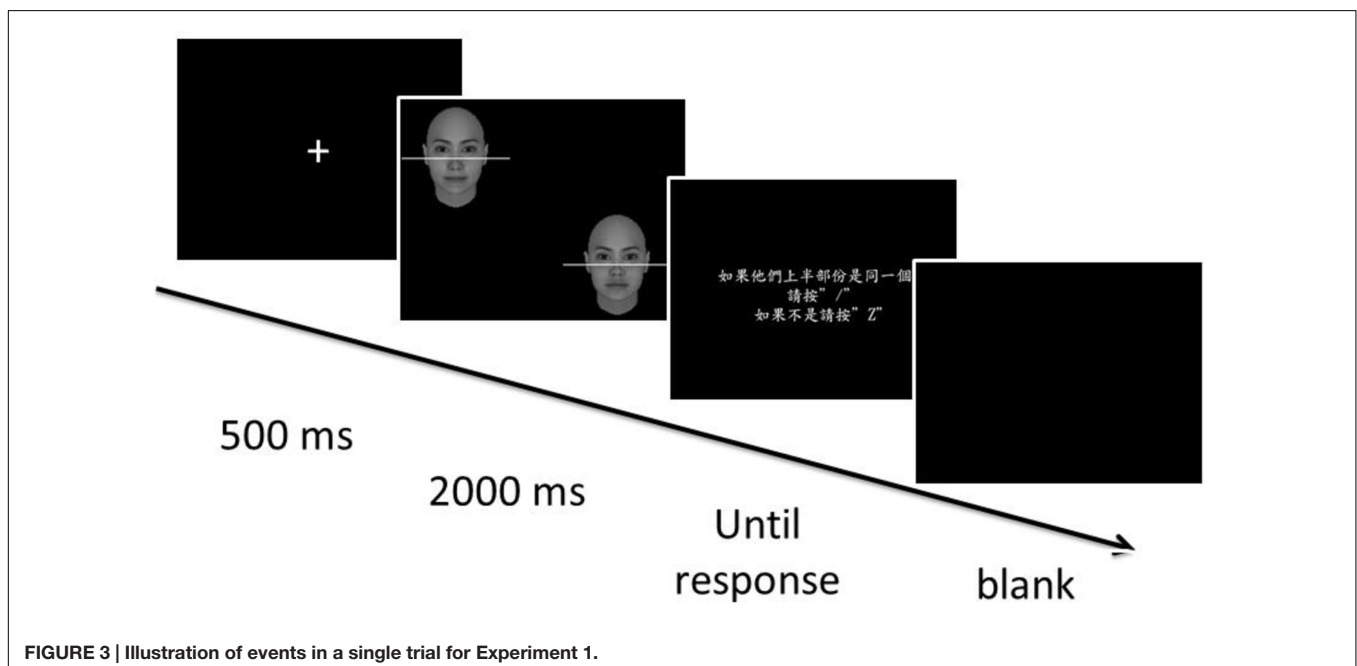 +
如果他們上半部份是同一個
請按”/”
如果不是請按”Z”
500 ms
2000 ms
Until
response
blank
FIGURE 3 | Illustration of events in a single trial for Experiment 1.